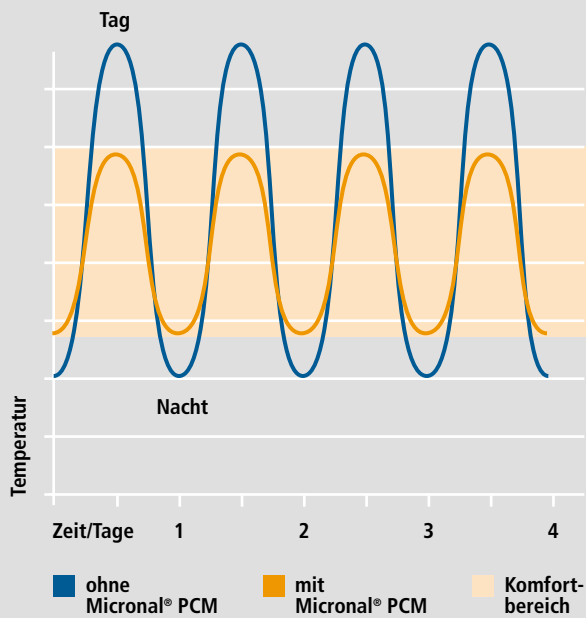 Tag
Nacht
Temperatur
Zeit/Tage 1 2 3 4
ohne
Micronal® PCM
mit
Micronal® PCM
Komfort-
bereich